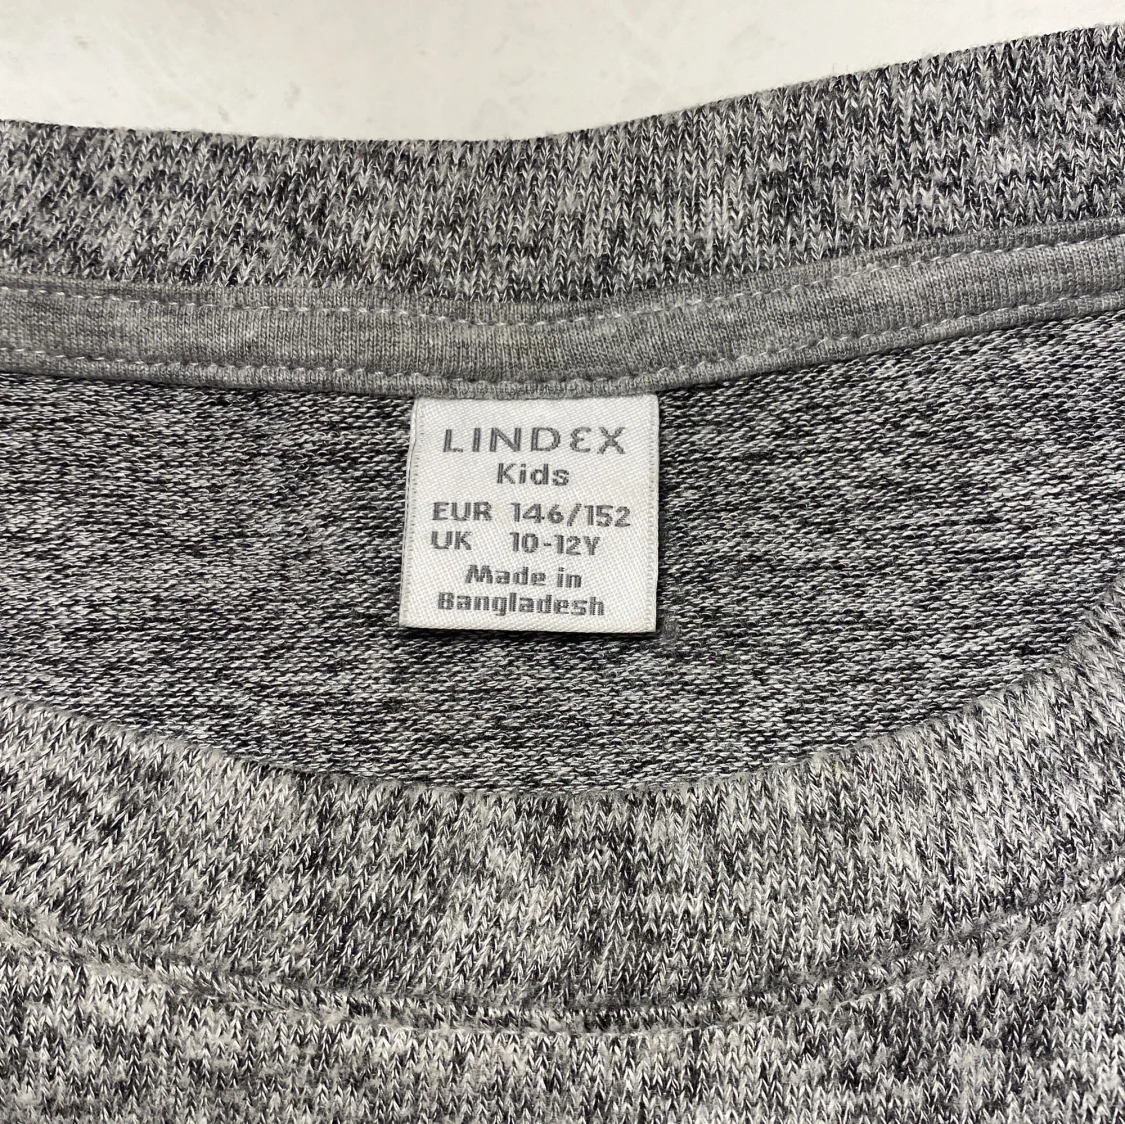 LINDEX
Kids
EUR 146/152
UK 10-12Y
Made in
Bangladesh